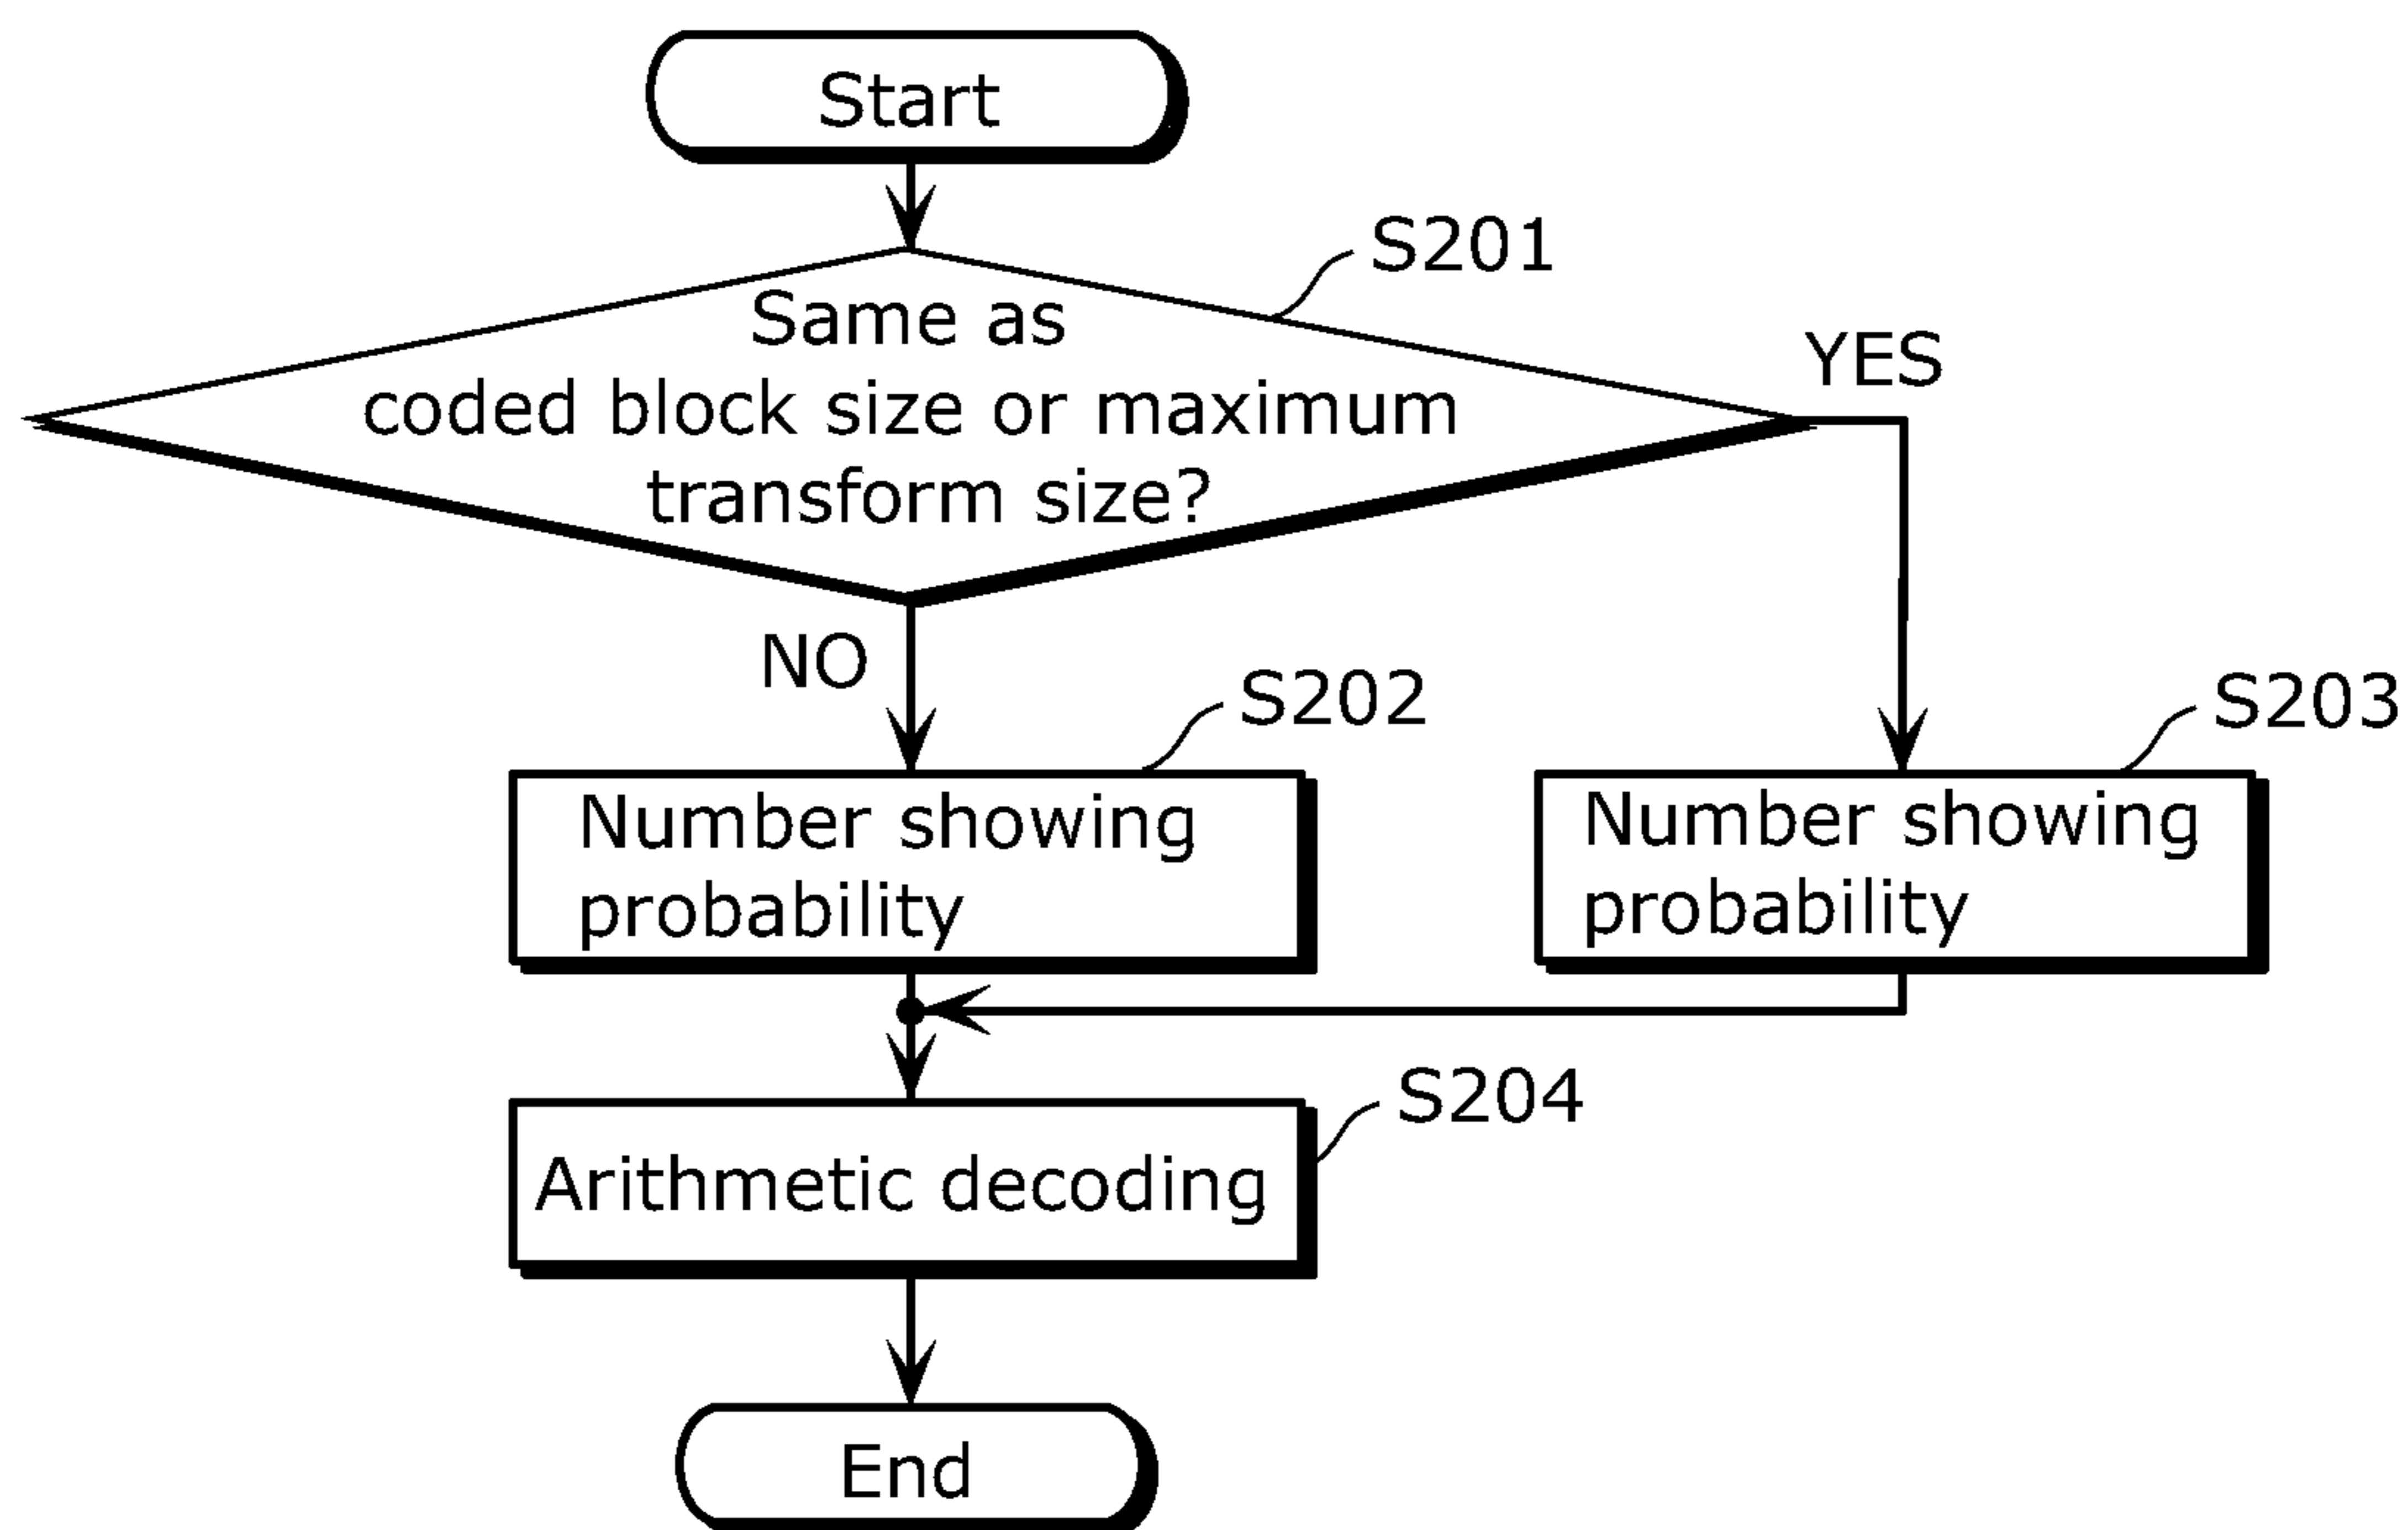 Start
S201
Same as
coded block size or maximum
transform size?
YES
NO
S202
S203
Number showing
probability
Number showing
probability
S204
Arithmetic decoding
End